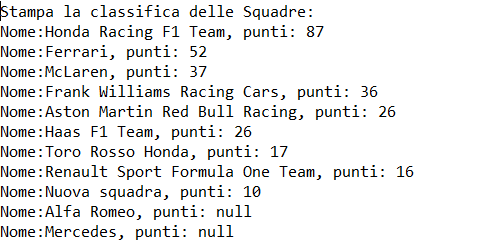 Stampa la classifica delle Squadre:
Nome:Honda Racing F1 Team, punti: 87
Nome:Ferrari, punti: 52
Nome:McLaren, punti: 37
Nome:Frank Williams Racing Cars, punti: 36
Nome:Aston Martin Red Bull Racing, punti: 26
Nome:Haas F1 Team, punti: 26
Nome:Toro Rosso Honda, punti: 17
Nome:Renault Sport Formula One Team, punti: 16
Nome:Nuova squadra, punti: 10
Nome:Alfa Romeo, punti: null
Nome:Mercedes, punti: null